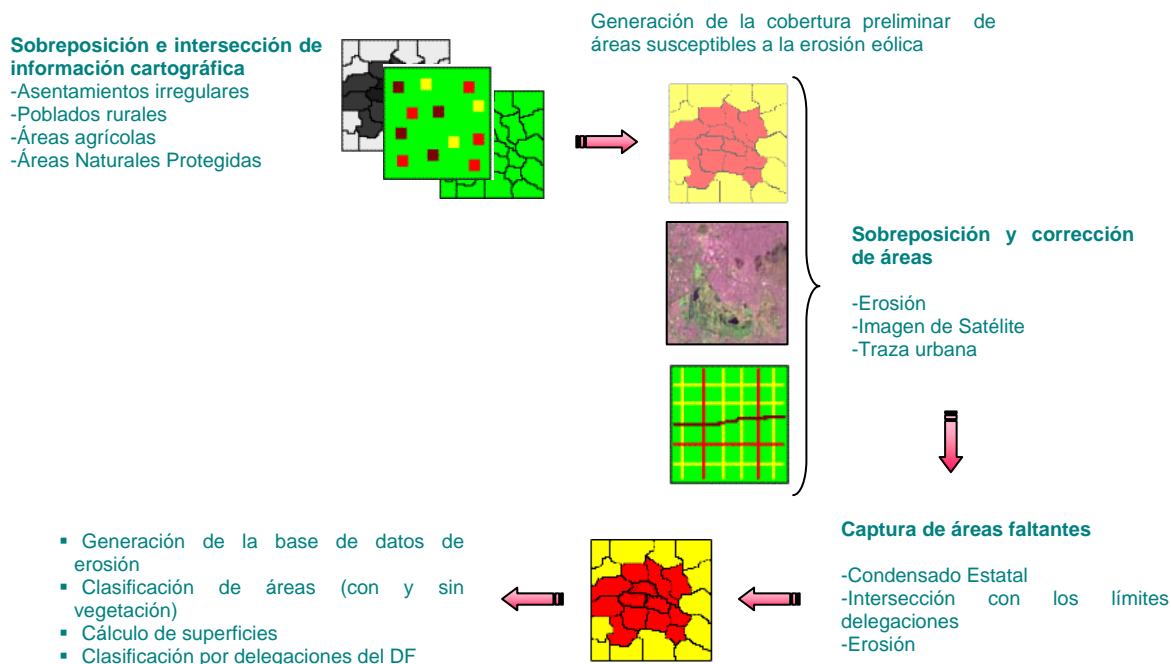 Sobreposición e intersección de
información cartográfica
-Asentamientos irregulares
-Poblados rurales
-Áreas agrícolas
-Áreas Naturales Protegidas
Generación de la cobertura preliminar de
áreas susceptibles a la erosión eólica
Sobreposición y corrección
de áreas
-Erosión
-Imagen de Satélite
-Traza urbana
Captura de áreas faltantes
-Condensado Estatal
-Intersección con los límites
delegaciones
-Erosión
▪ Generación de la base de datos de
erosión
▪ Clasificación de áreas (con y sin
vegetación)
▪ Cálculo de superficies
▪ Clasificación por delegaciones del DF